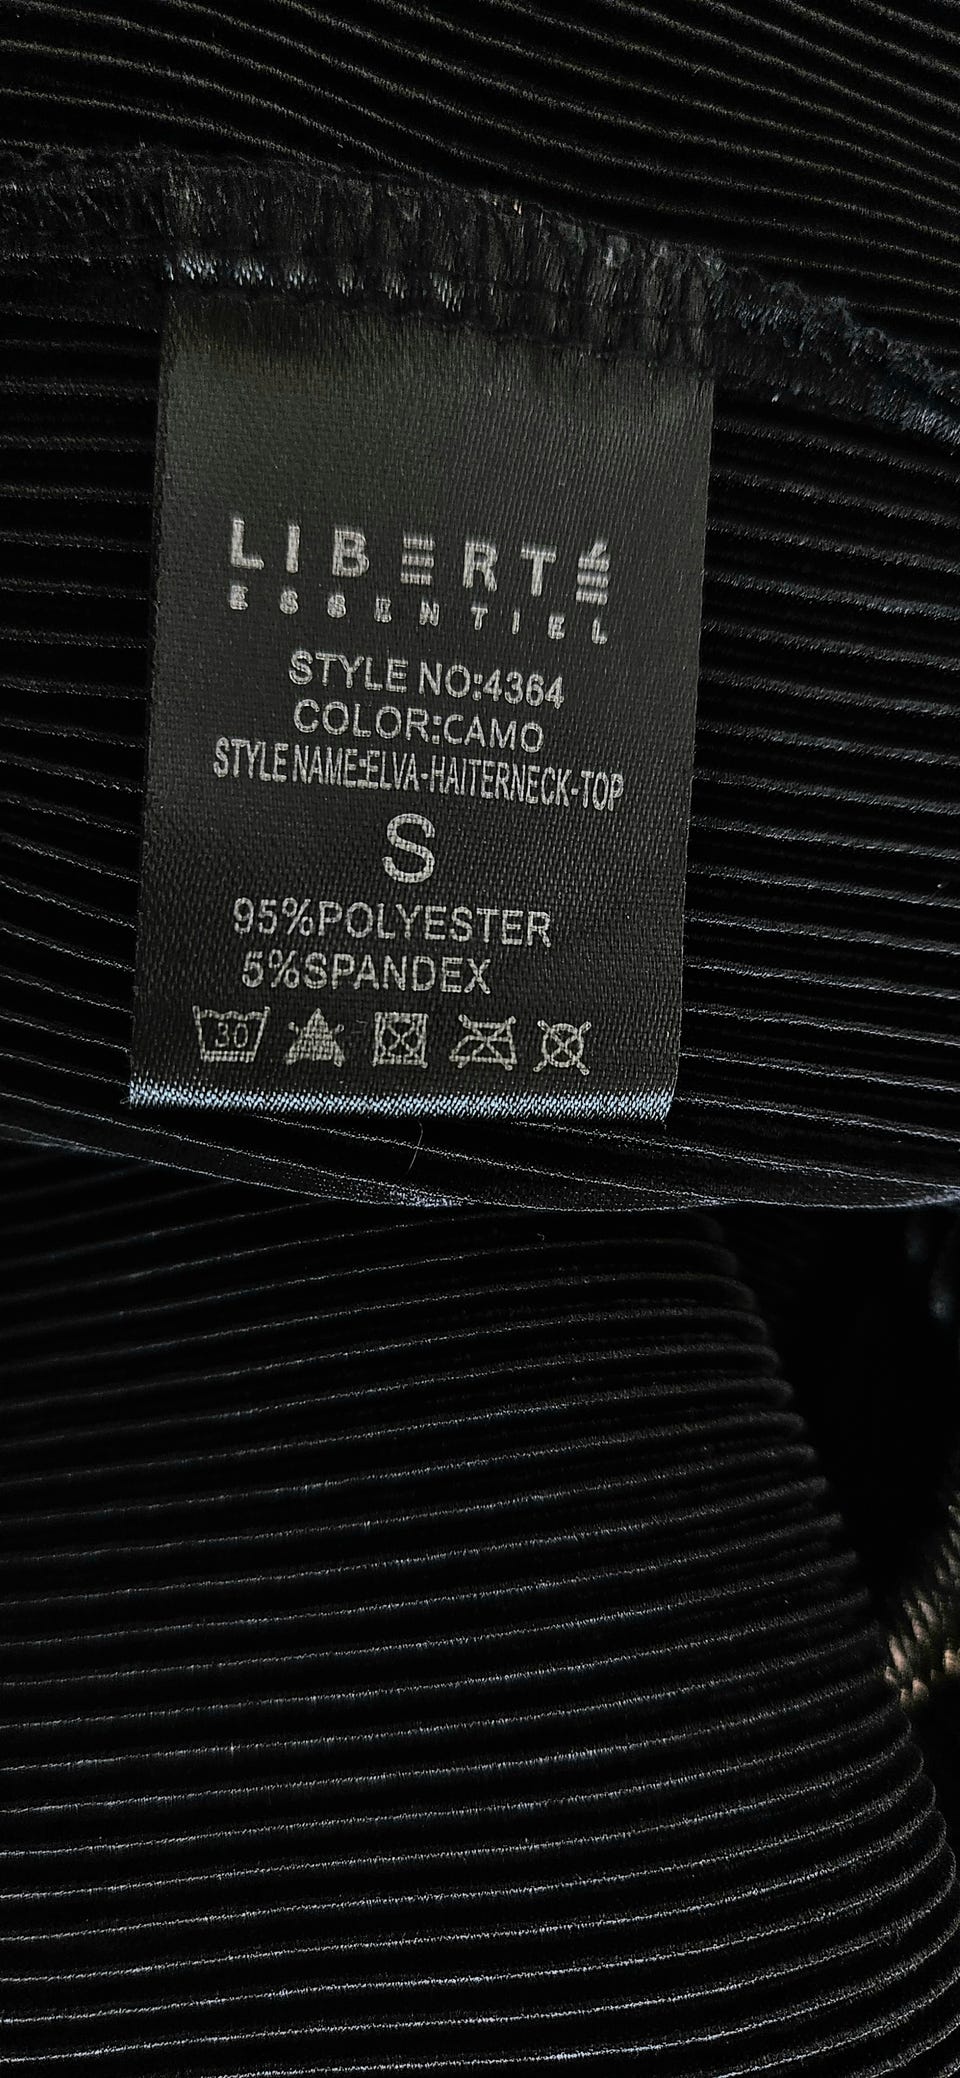 LIBERTÉ
ESSENTIEL
STYLE NO:4364
COLOR:CAMO
STYLE NAME:ELVA-HAITERNECK-TOP
S
95%POLYESTER
5%SPANDEX
30